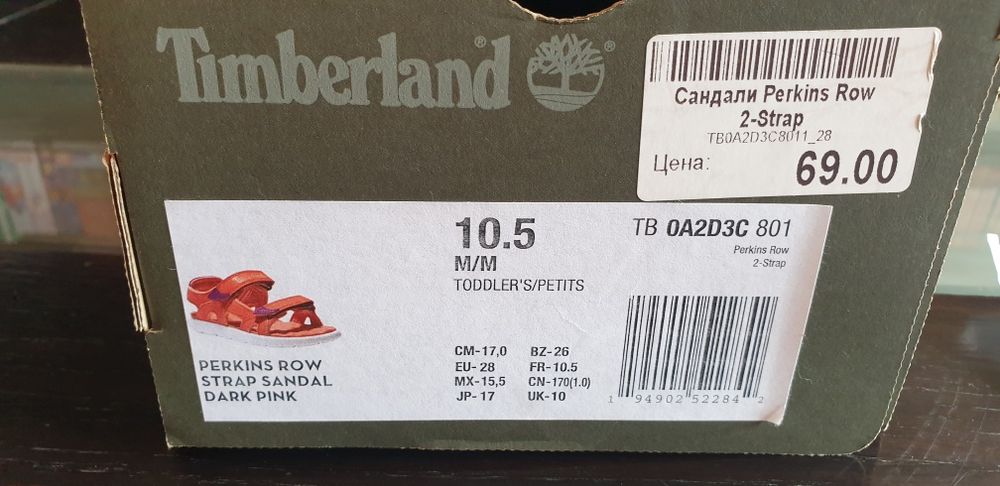 Timberland
Сандали Perkins Row
2-Strap
TB0A2D3C8011_28
Цена: 69.00
10.5
M/M
TODDLER'S/PETITS
TB 0A2D3C 801
Perkins Row
2-Strap
PERKINS ROW
STRAP SANDAL
DARK PINK
CM-17,0 BZ-26
EU- 28 FR-10.5
MX-15,5 CN-170(1.0)
JP- 17 UK-10
1 94902 52284 2